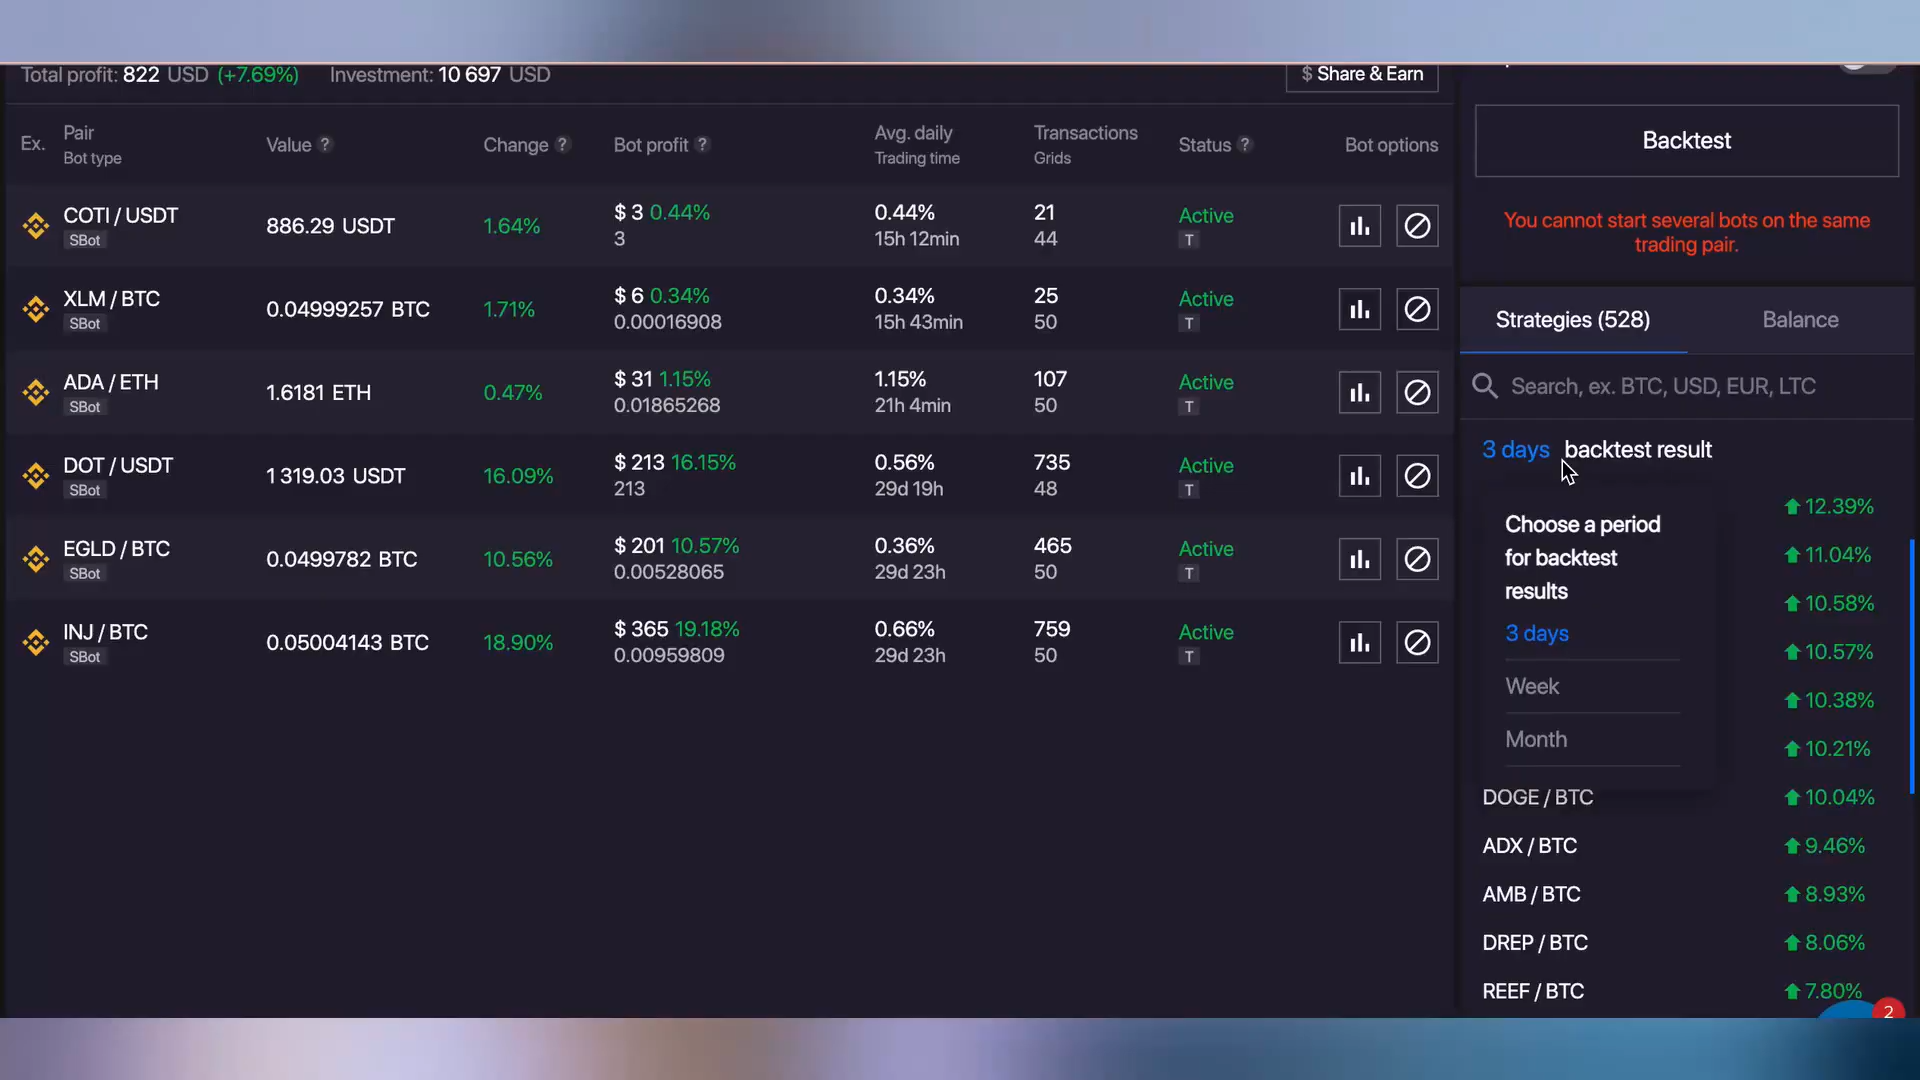 Total profit: 822 USD (+7.69%) Investment: 10 697 USD
$ Share & Earn
Ex. Pair Bot type Value ? Change ? Bot profit ? Avg. daily Trading time Transactions Grids Status ? Bot options
COTI / USDT 886.29 USDT 1.64% $ 3 0.44% 0.44% 21 Active
SBot 3 15h 12min 44 T
XLM / BTC 0.04999257 BTC 1.71% $ 6 0.34% 0.34% 25 Active
SBot 0.00016908 15h 43min 50 T
ADA / ETH 1.6181 ETH 0.47% $ 31 1.15% 1.15% 107 Active
SBot 0.01865268 21h 4min 50 T
DOT / USDT 1 319.03 USDT 16.09% $ 213 16.15% 0.56% 735 Active
SBot 213 29d 19h 48 T
EGLD / BTC 0.0499782 BTC 10.56% $ 201 10.57% 0.36% 465 Active
SBot 0.00528065 29d 23h 50 T
INJ / BTC 0.05004143 BTC 18.90% $ 365 19.18% 0.66% 759 Active
SBot 0.00959809 29d 23h 50 T
Backtest
You cannot start several bots on the same
trading pair.
Strategies (528) Balance
Search, ex. BTC, USD, EUR, LTC
3 days backtest result
Choose a period
for backtest
results
3 days
Week
Month
12.39%
11.04%
10.58%
10.57%
10.38%
10.21%
DOGE / BTC 10.04%
ADX / BTC 9.46%
AMB / BTC 8.93%
DREP / BTC 8.06%
REEF / BTC 7.80%
2